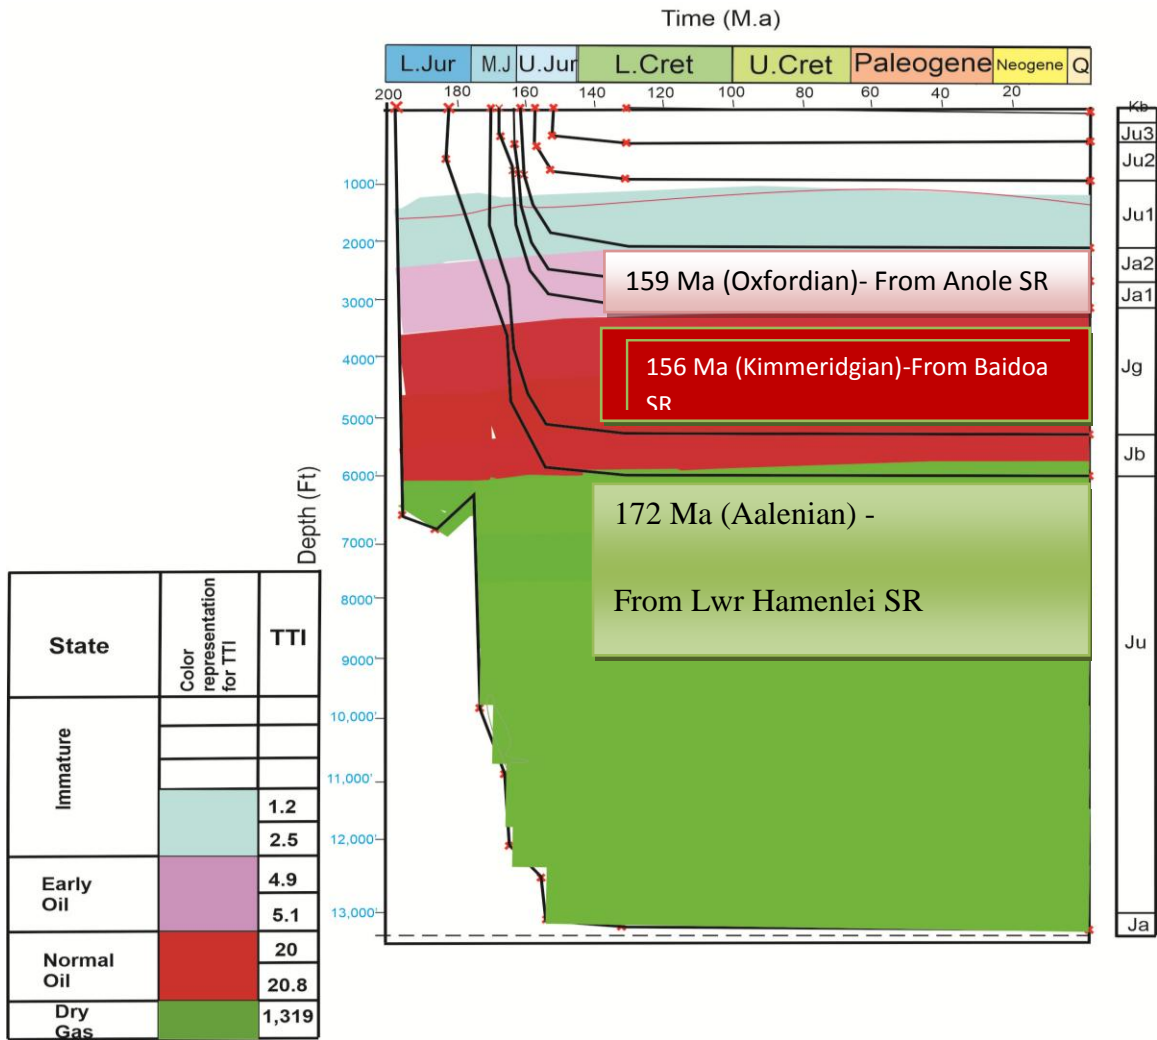 Time (M.a)
L.Jur M.J U.Jur L.Cret U.Cret Paleogene Neogene Q
200 180 160 140 120 100 80 60 40 20
Kb
Ju3
Ju2
Ju1
Ja2
Ja1
Jg
Jb
Ju
Ja
Depth (Ft)
1000'
2000'
3000'
4000'
5000'
6000'
7000'
8000'
9000'
10,000'
11,000'
12,000'
13,000'
159 Ma (Oxfordian)- From Anole SR
156 Ma (Kimmeridgian)-From Baidoa
SR
172 Ma (Aalenian) -
From Lwr Hamenlei SR
State
Color
representation
for TTI
TTI
Immature
1.2
2.5
Early
Oil
4.9
5.1
Normal
Oil
20
20.8
Dry
Gas
1,319